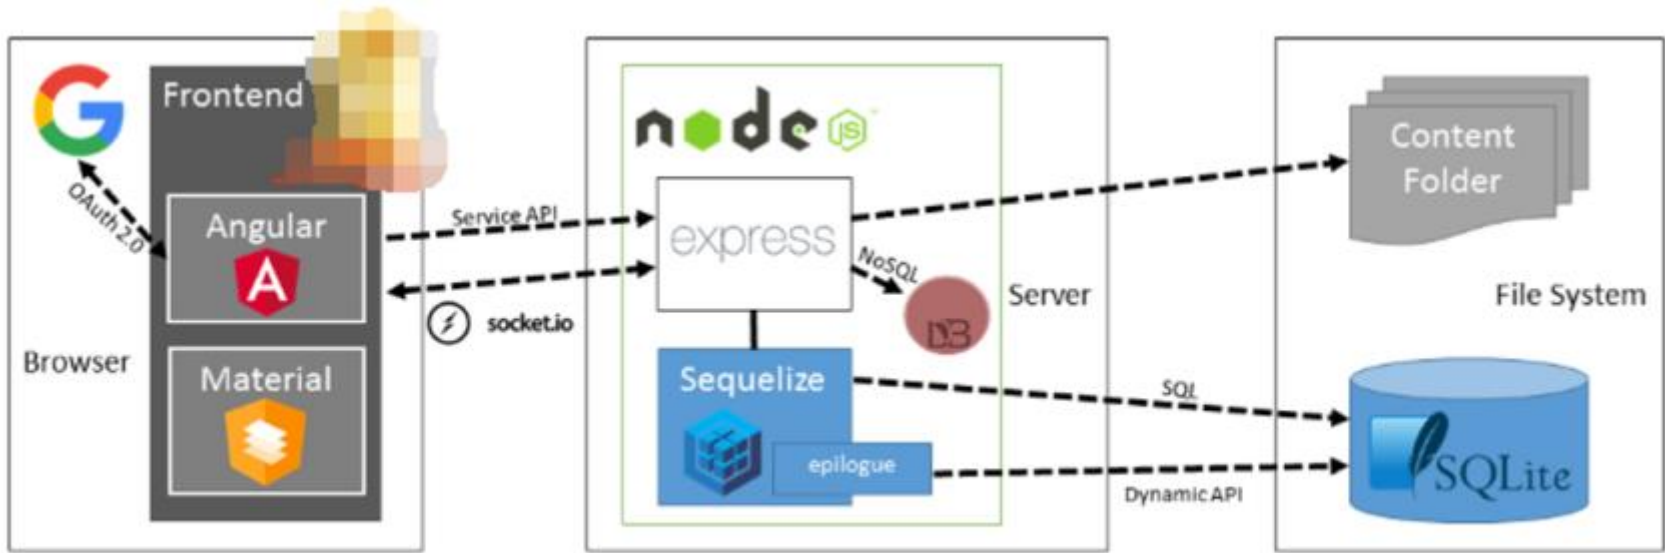 Frontend
OAuth 2.0
Angular
A
Material
Browser
Service API
socket.io
node
JS
express
NoSQL
DB
Server
Sequelize
epilogue
SQL
Dynamic API
Content
Folder
File System
SQLite